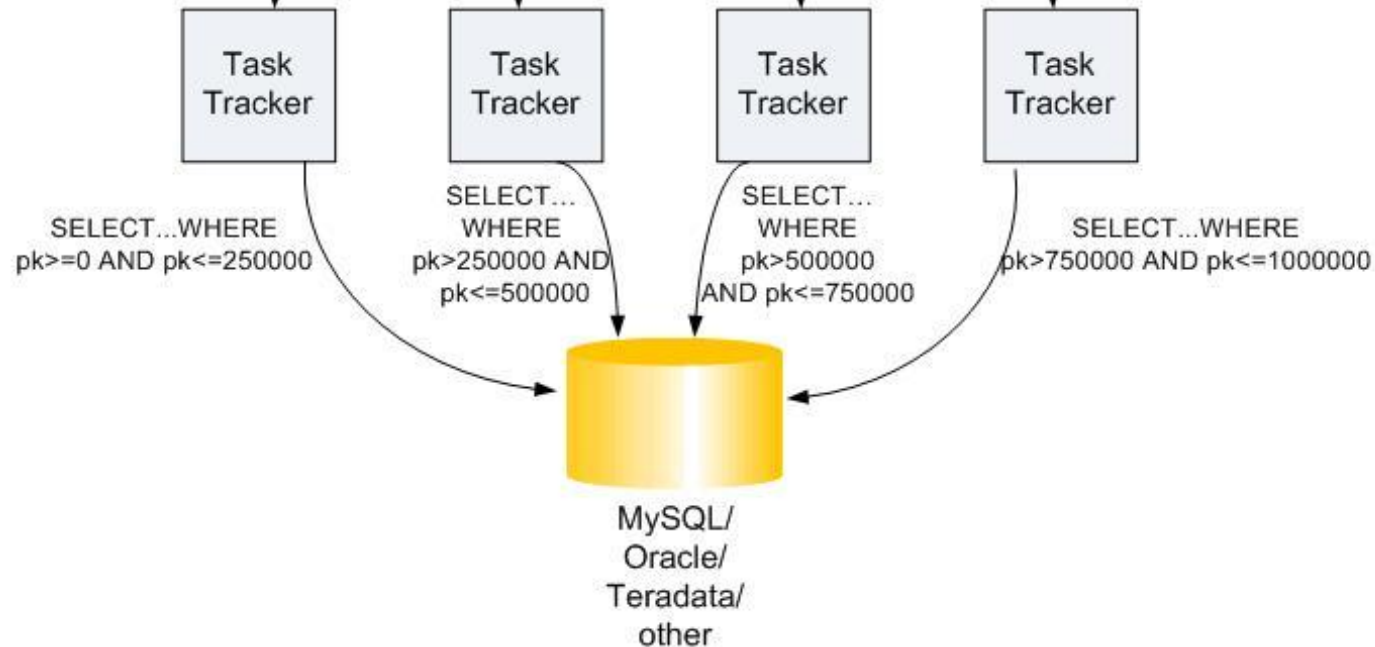 Task
Tracker
Task
Tracker
Task
Tracker
Task
Tracker
SELECT...WHERE
pk>=0 AND pk<=250000
SELECT...
WHERE
pk>250000 AND
pk<=500000
SELECT...
WHERE
pk>500000
AND pk<=750000
SELECT...WHERE
pk>750000 AND pk<=1000000
MySQL/
Oracle/
Teradata/
other